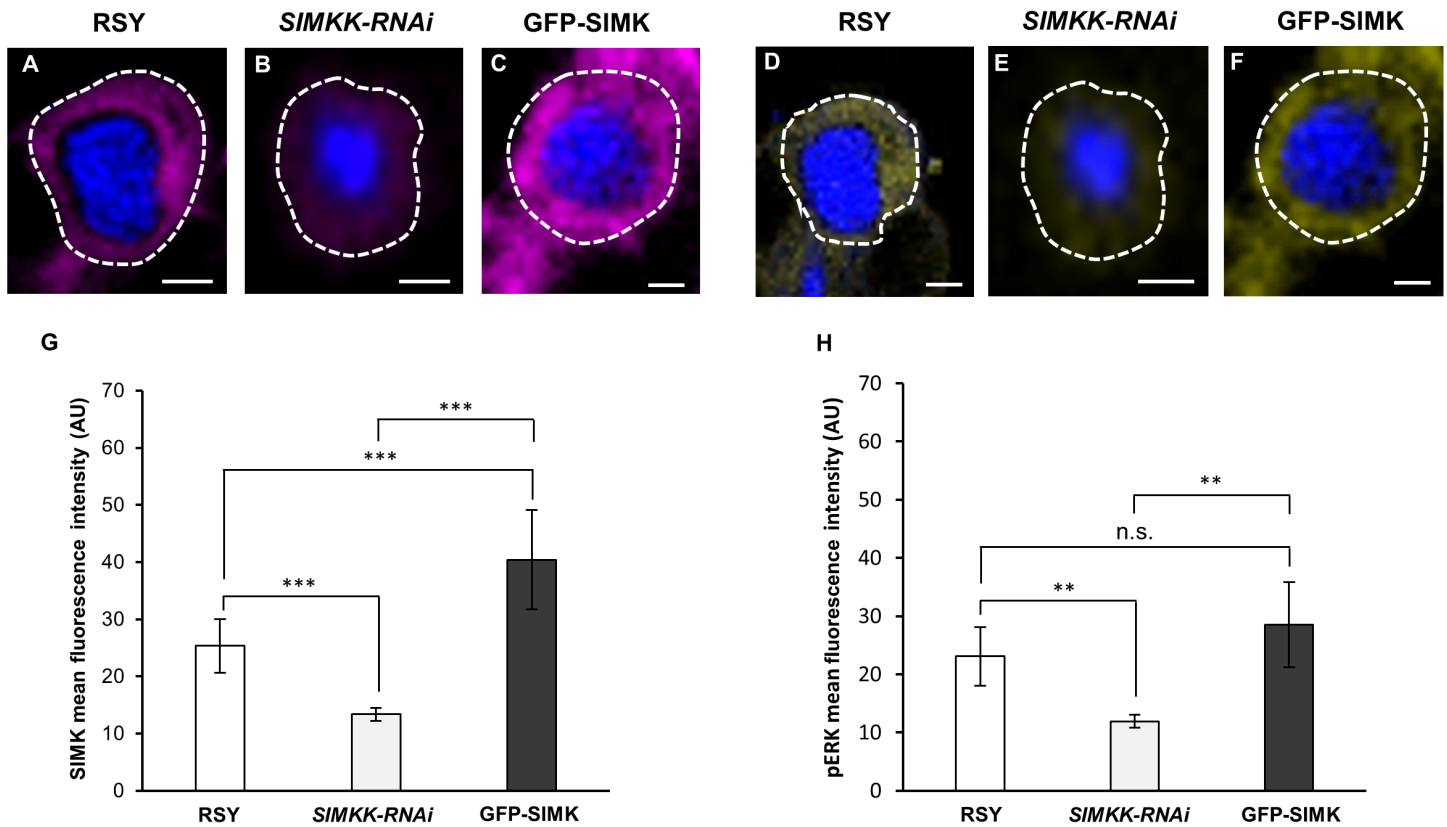 RSY SIMKK-RNAi GFP-SIMK RSY SIMKK-RNAi GFP-SIMK
A B C D E F
G H
SIMK mean fluorescence intensity (AU)
70
60
50
40
30
20
10
0
***
***
***
RSY SIMKK-RNAi GFP-SIMK
pERK mean fluorescence intensity (AU)
70
60
50
40
30
20
10
0
**
n.s.
**
RSY SIMKK-RNAi GFP-SIMK